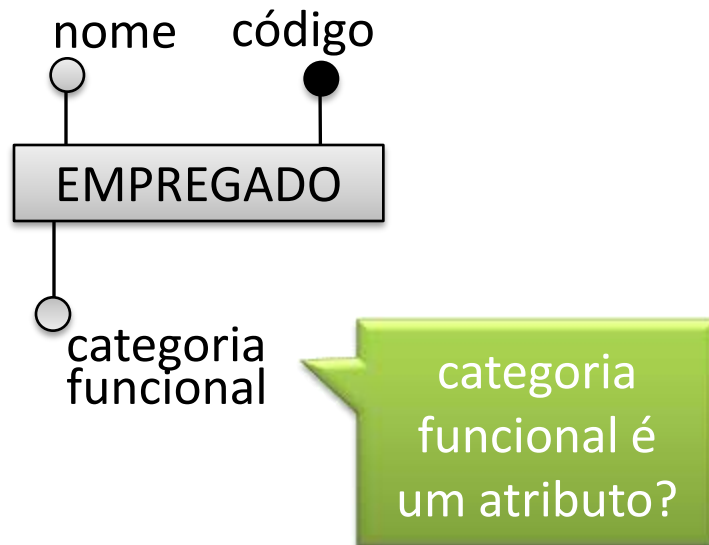 nome código
EMPREGADO
categoria
funcional
categoria
funcional é
um atributo?